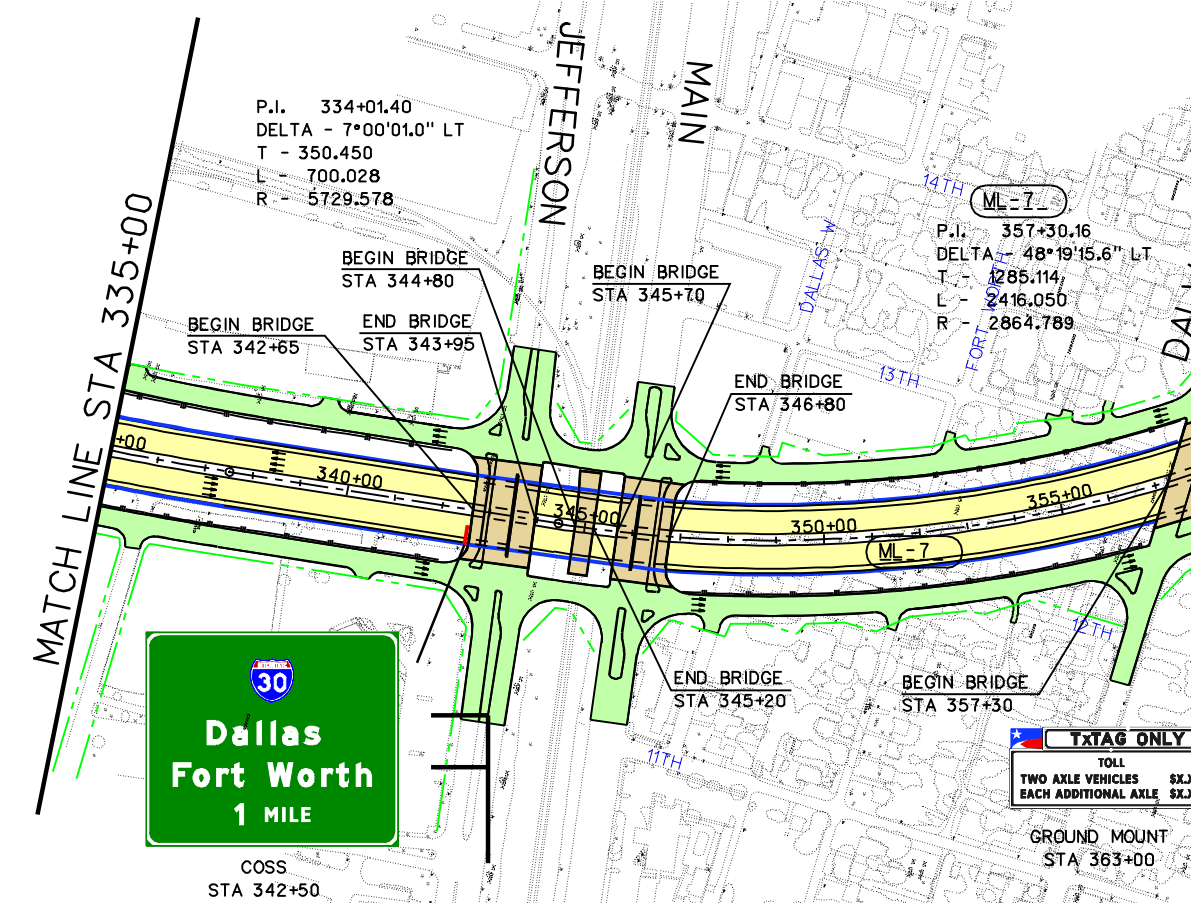 JEFFERSON
MAIN
P.I. 334+01.40
DELTA - 7°00'01.0" LT
T - 350.450
L - 700.028
R - 5729.578
14TH
ML-7
P.I. 357+30.16
DELTA - 48°19'15.6" LT
T - 1285.114
L - 2416.050
R - 2864.789
DALLAS W
FORT WORTH
13TH
DAL
MATCH LINE STA 335+00
BEGIN BRIDGE
STA 344+80
BEGIN BRIDGE
STA 345+70
BEGIN BRIDGE
STA 342+65
END BRIDGE
STA 343+95
END BRIDGE
STA 346+80
+00
340+00
345+00
350+00
355+00
ML-7
12TH
END BRIDGE
STA 345+20
BEGIN BRIDGE
STA 357+30
11TH
INTERSTATE
30
Dallas
Fort Worth
1 MILE
COSS
STA 342+50
TxTAG ONLY
TOLL
TWO AXLE VEHICLES $X.X
EACH ADDITIONAL AXLE $X.X
GROUND MOUNT
STA 363+00